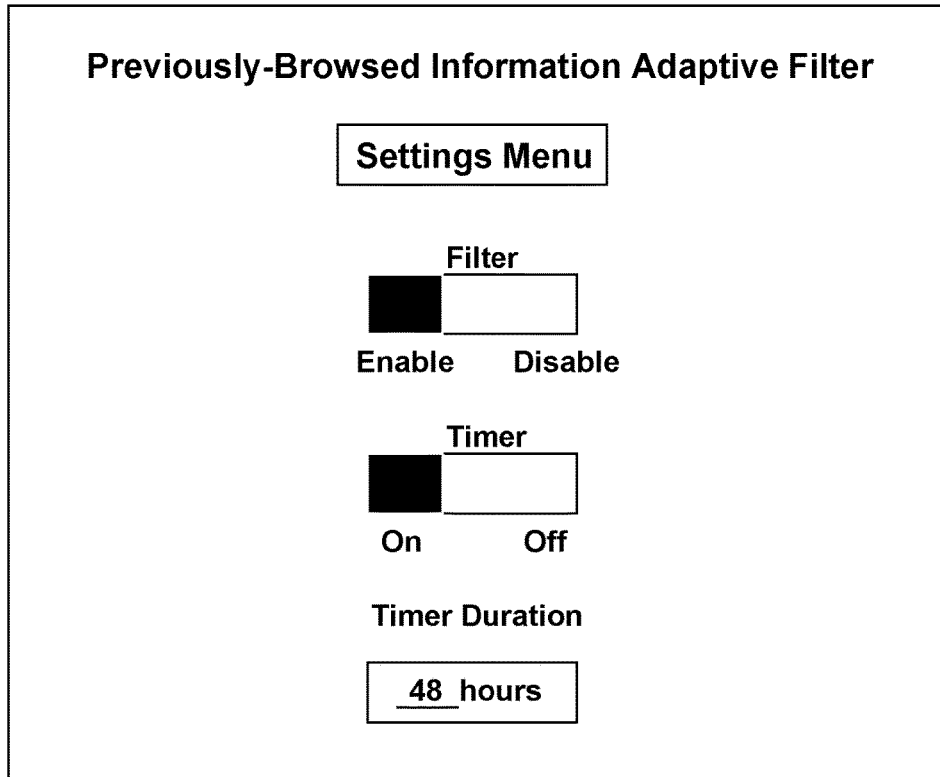 Previously-Browsed Information Adaptive Filter
Settings Menu
Filter
Enable Disable
Timer
On Off
Timer Duration
48 hours